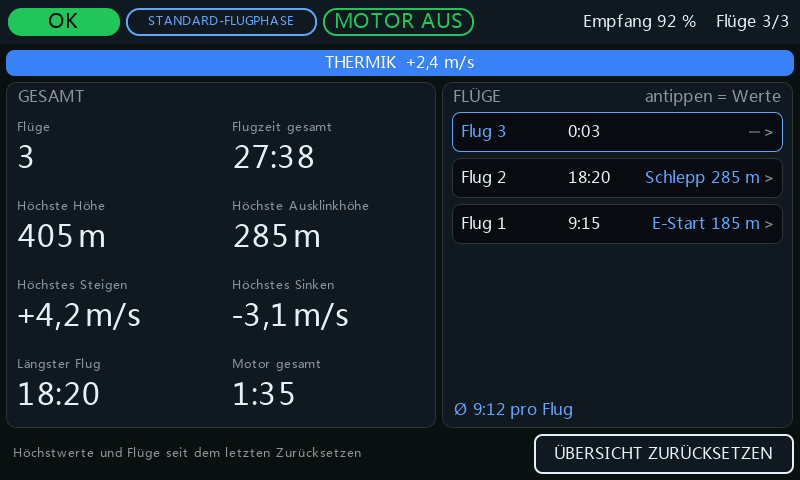 OK STANDARD-FLUGPHASE MOTOR AUS Empfang 92 % Flüge 3/3
THERMIK +2,4 m/s
GESAMT
Flüge Flugzeit gesamt
3 27:38
Höchste Höhe Höchste Ausklinkhöhe
405 m 285 m
Höchstes Steigen Höchstes Sinken
+4,2 m/s -3,1 m/s
Längster Flug Motor gesamt
18:20 1:35
FLÜGE antippen = Werte
Flug 3 0:03 — >
Flug 2 18:20 Schlepp 285 m >
Flug 1 9:15 E-Start 185 m >
Ø 9:12 pro Flug
Höchstwerte und Flüge seit dem letzten Zurücksetzen
ÜBERSICHT ZURÜCKSETZEN